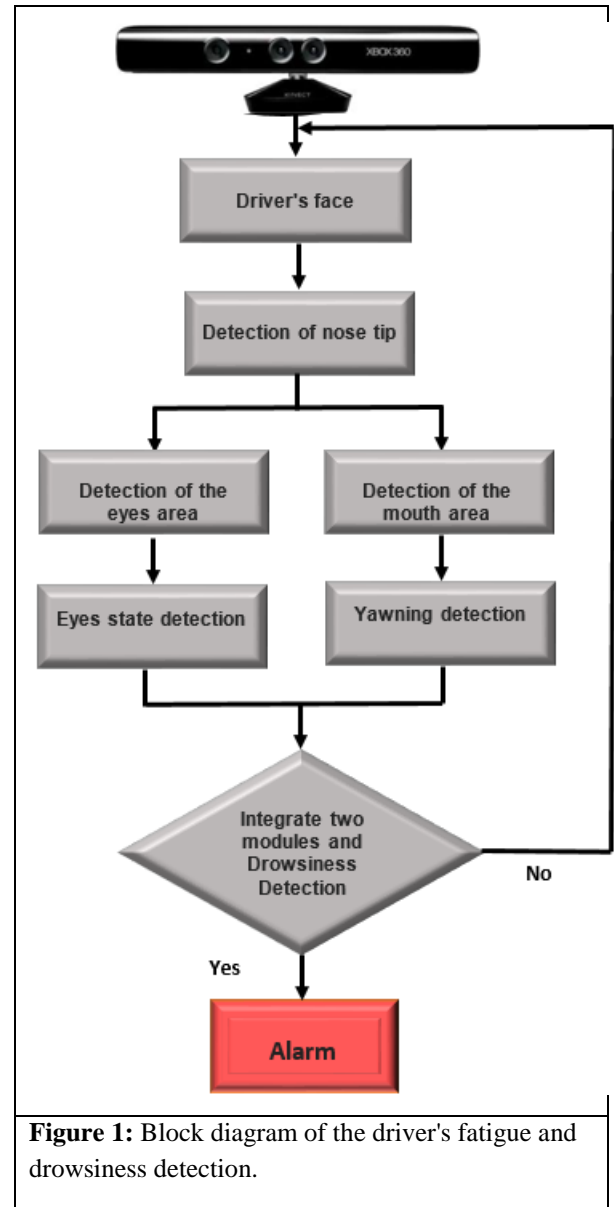 XBOX360
KINECT
Driver's face
Detection of nose tip
Detection of the
eyes area
Detection of the
mouth area
Eyes state detection
Yawning detection
Integrate two
modules and
Drowsiness
Detection
No
Yes
Alarm
Figure 1: Block diagram of the driver's fatigue and
drowsiness detection.